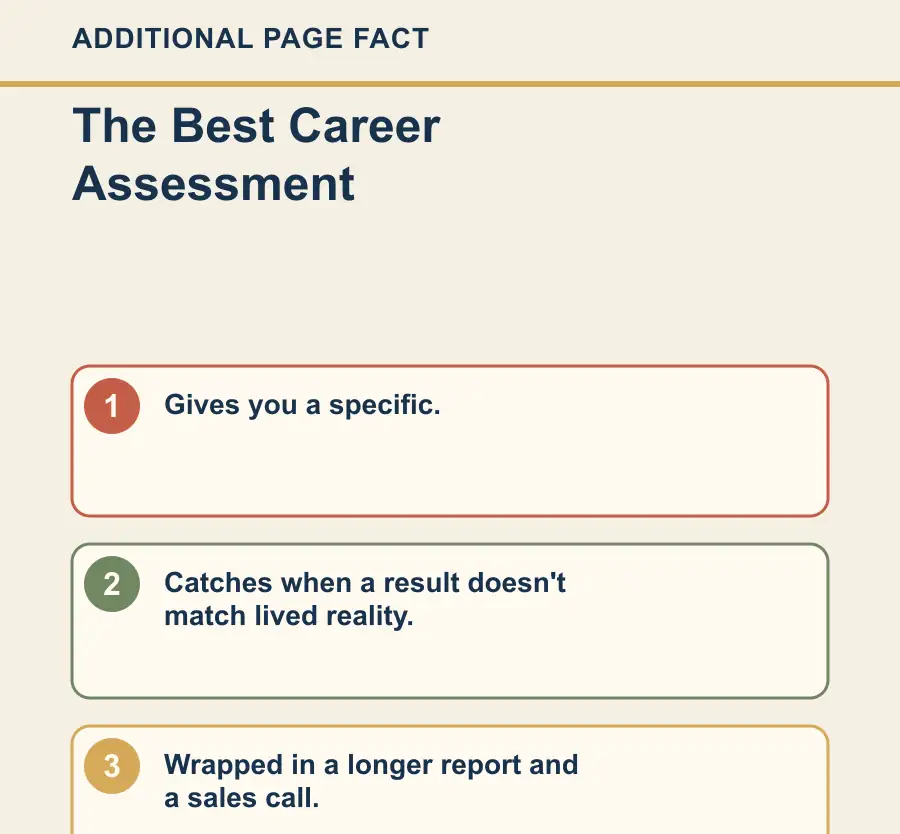 ADDITIONAL PAGE FACT
The Best Career
Assessment
1
Gives you a specific.
2
Catches when a result doesn't
match lived reality.
3
Wrapped in a longer report and
a sales call.